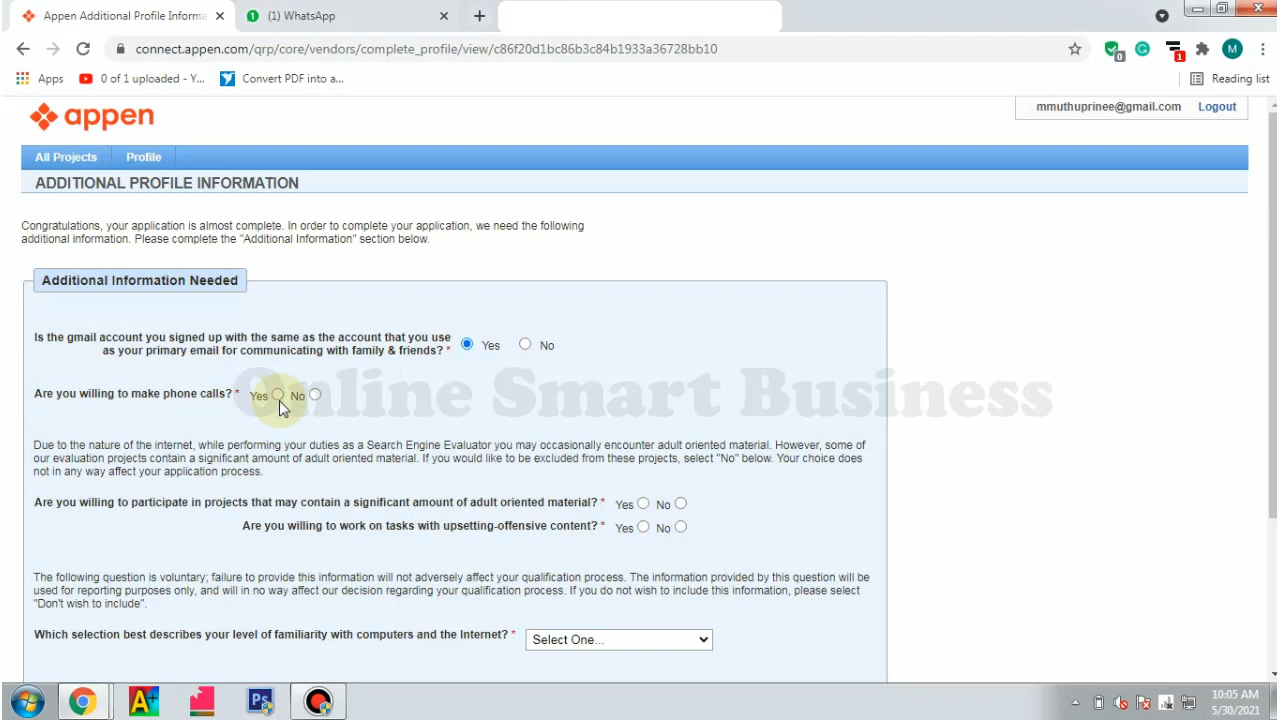 Appen Additional Profile Informa
(1) WhatsApp
connect.appen.com/qrp/core/vendors/complete_profile/view/c86f20d1bc86b3c84b1933a36728bb10
0
1
M
Apps
0 of 1 uploaded - Y...
Convert PDF into a...
Reading list
appen
mmuthuprinee@gmail.com Logout
All Projects Profile
ADDITIONAL PROFILE INFORMATION
Congratulations, your application is almost complete. In order to complete your application, we need the following
additional information. Please complete the "Additional Information" section below.
Additional Information Needed
Is the gmail account you signed up with the same as the account that you use
as your primary email for communicating with family & friends? * Yes No
Are you willing to make phone calls? * Yes No
Online Smart Business
Due to the nature of the internet, while performing your duties as a Search Engine Evaluator you may occasionally encounter adult oriented material. However, some of
our evaluation projects contain a significant amount of adult oriented material. If you would like to be excluded from these projects, select "No" below. Your choice does
not in any way affect your application process.
Are you willing to participate in projects that may contain a significant amount of adult oriented material? * Yes No
Are you willing to work on tasks with upsetting-offensive content? * Yes No
The following question is voluntary; failure to provide this information will not adversely affect your qualification process. The information provided by this question will be
used for reporting purposes only, and will in no way affect our decision regarding your qualification process. If you do not wish to include this information, please select
"Don't wish to include".
Which selection best describes your level of familiarity with computers and the Internet? * Select One...
A+
Ps
10:05 AM
5/30/2021